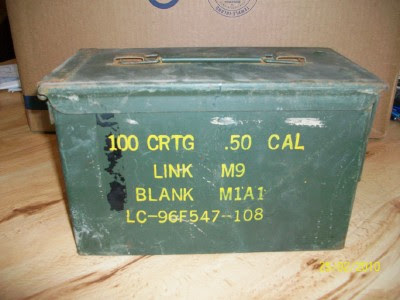 100 CRTG .50 CAL
LINK M9
BLANK M1A1
LC-96F547-108